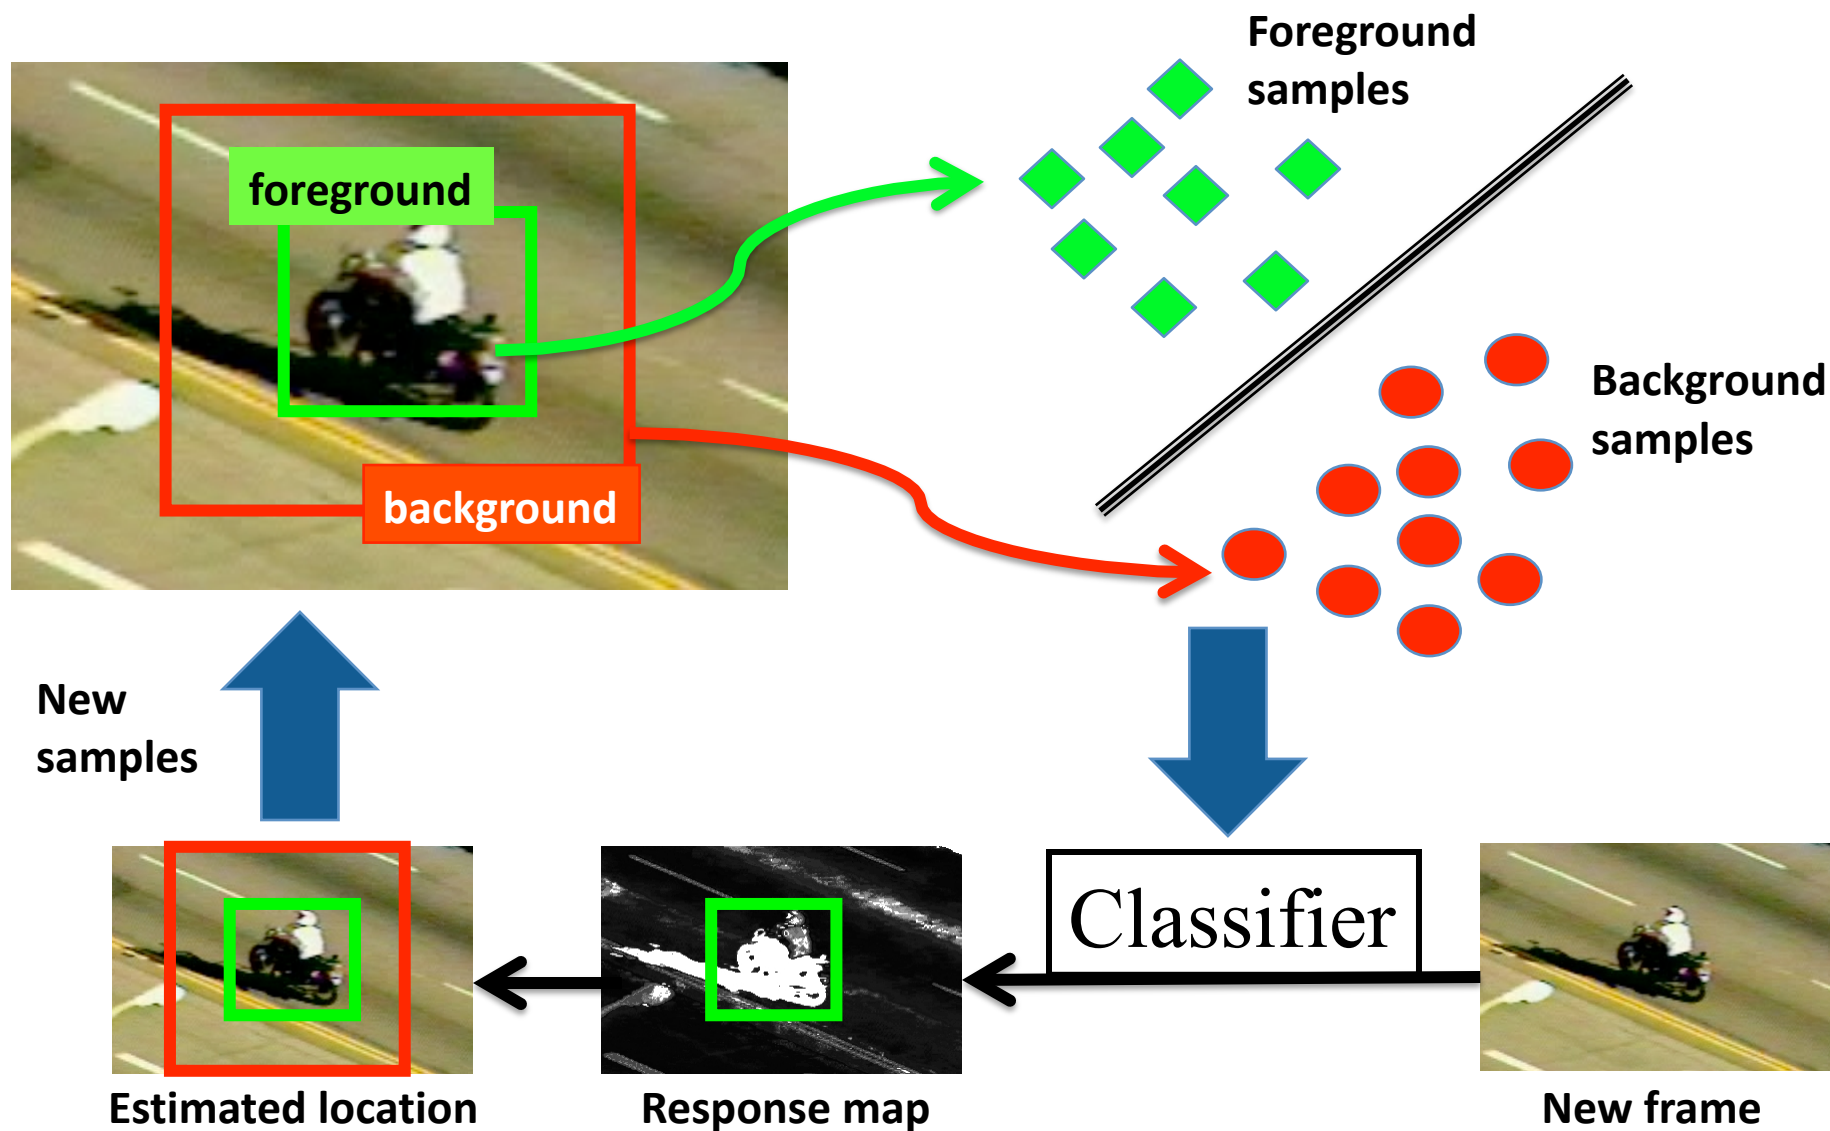 Foreground
samples
foreground
background
Background
samples
New
samples
Classifier
Estimated location
Response map
New frame